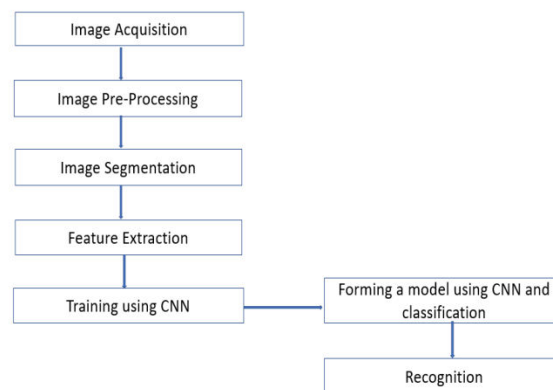 Image Acquisition
Image Pre-Processing
Image Segmentation
Feature Extraction
Training using CNN
Forming a model using CNN and
classification
Recognition